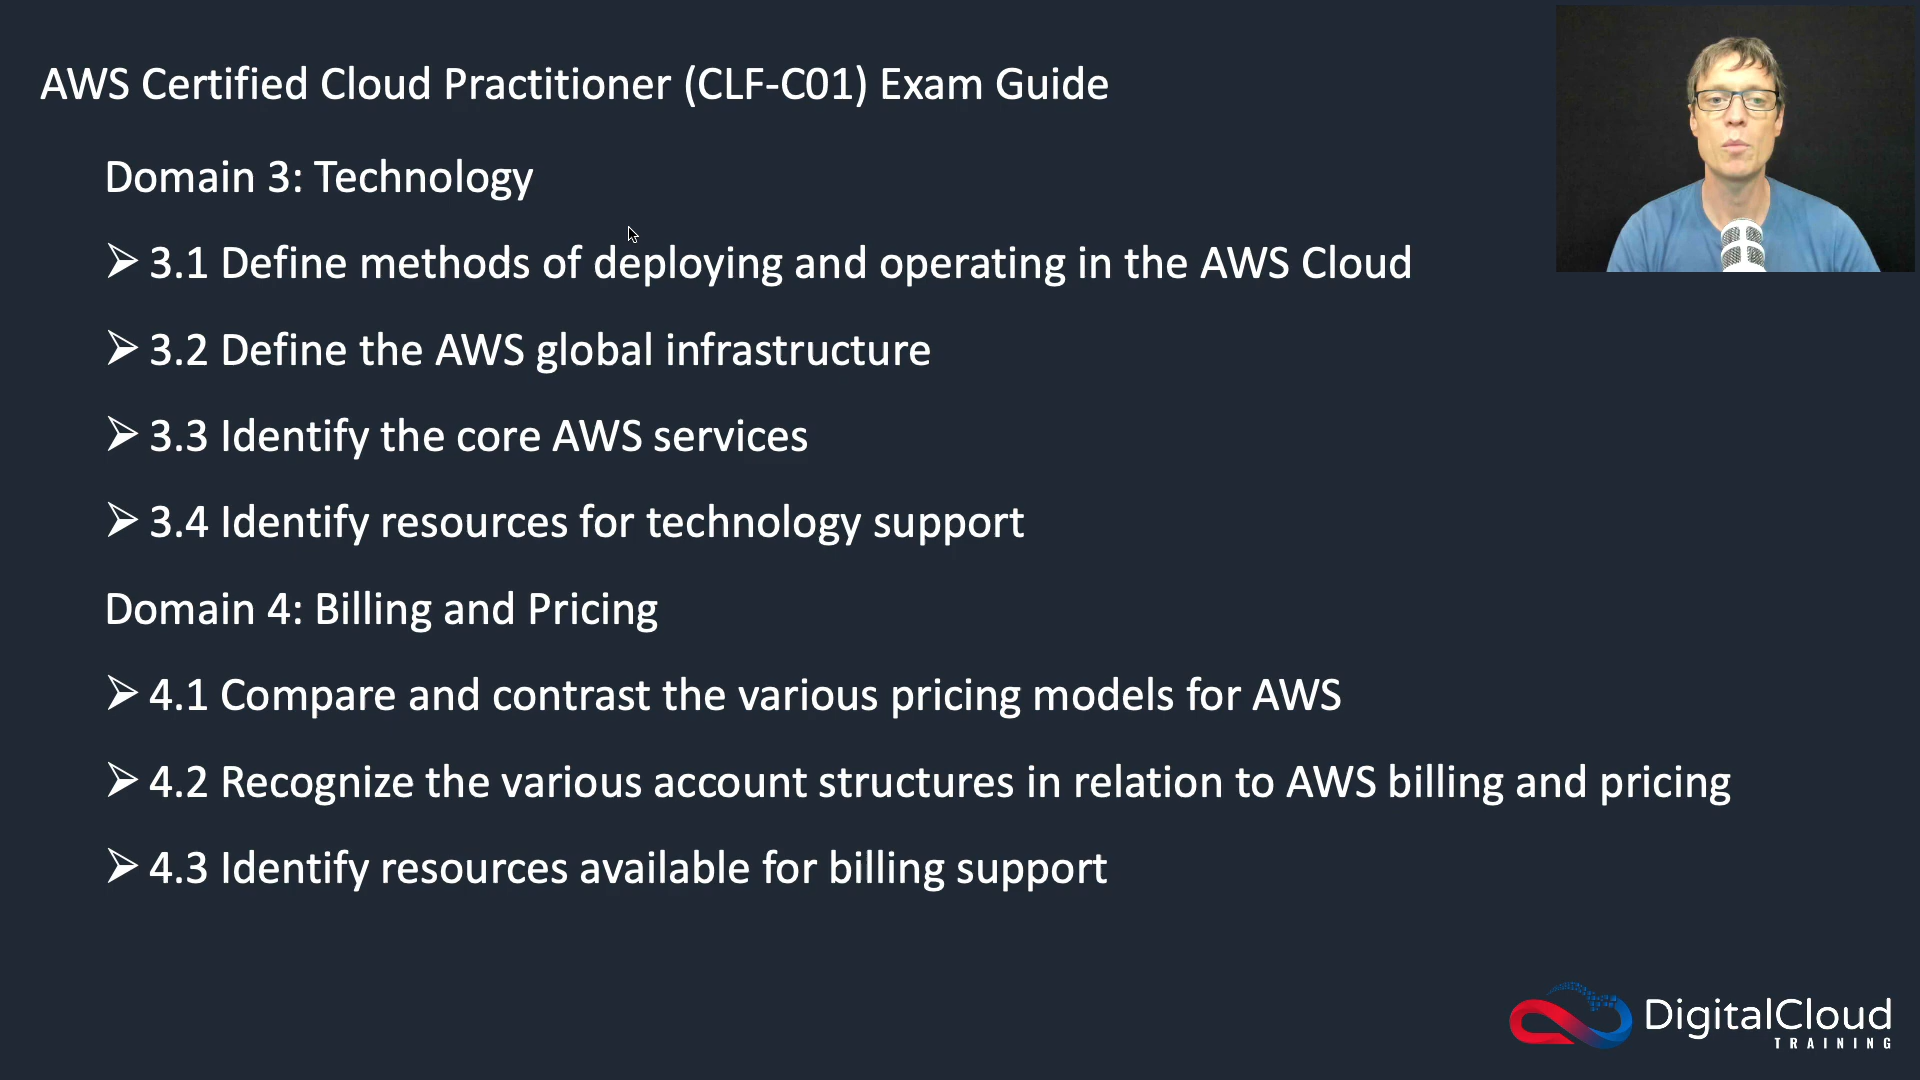 AWS Certified Cloud Practitioner (CLF-C01) Exam Guide
Domain 3: Technology
➢ 3.1 Define methods of deploying and operating in the AWS Cloud
➢ 3.2 Define the AWS global infrastructure
➢ 3.3 Identify the core AWS services
➢ 3.4 Identify resources for technology support
Domain 4: Billing and Pricing
➢ 4.1 Compare and contrast the various pricing models for AWS
➢ 4.2 Recognize the various account structures in relation to AWS billing and pricing
➢ 4.3 Identify resources available for billing support
DigitalCloud
TRAINING